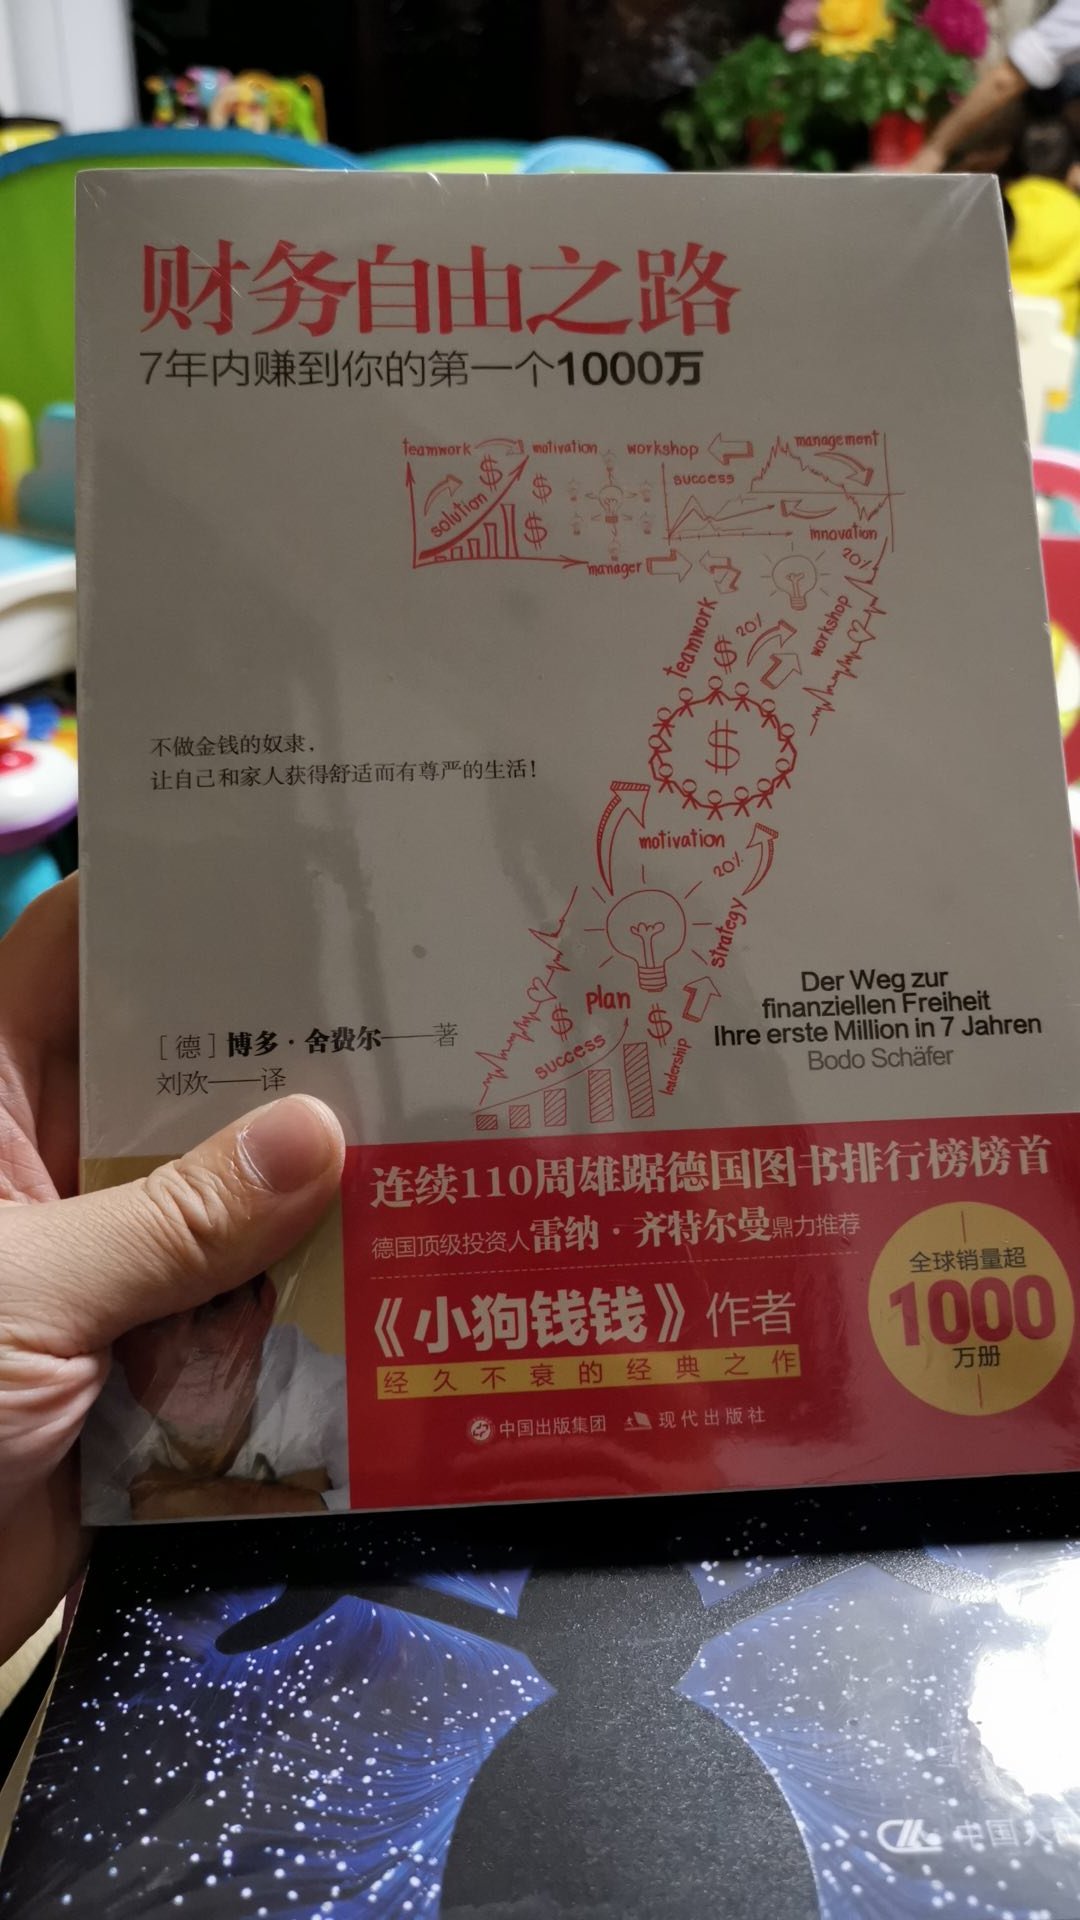 财务自由之路
7年内赚到你的第一个1000万
teamwork
motivation
workshop
management
success
solution
innovation
manager
20%
teamwork
20%
workshop
不做金钱的奴隶，
让自己和家人获得舒适而有尊严的生活！
motivation
20%
strategy
plan
success
leadership
Der Weg zur
finanziellen Freiheit
Ihre erste Million in 7 Jahren
Bodo Schäfer
［德］博多·舍费尔——著
刘欢——译
连续110周雄踞德国图书排行榜榜首
德国顶级投资人雷纳·齐特尔曼鼎力推荐
《小狗钱钱》作者
经久不衰的经典之作
全球销量超
1000
万册
中国出版集团 现代出版社
中国人民